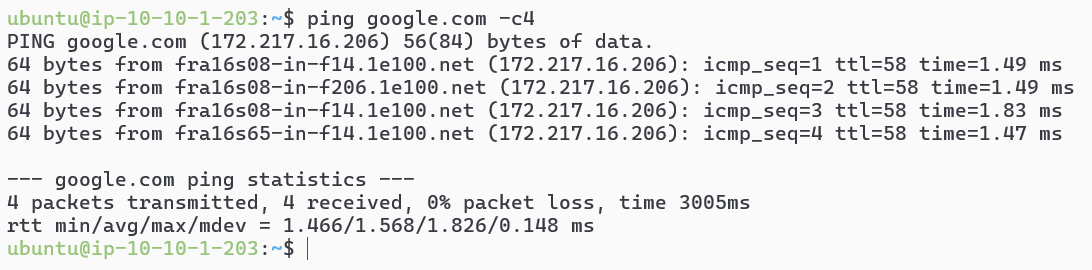 ubuntu@ip-10-10-1-203:~$ ping google.com -c4
PING google.com (172.217.16.206) 56(84) bytes of data.
64 bytes from fra16s08-in-f14.1e100.net (172.217.16.206): icmp_seq=1 ttl=58 time=1.49 ms
64 bytes from fra16s08-in-f206.1e100.net (172.217.16.206): icmp_seq=2 ttl=58 time=1.49 ms
64 bytes from fra16s08-in-f14.1e100.net (172.217.16.206): icmp_seq=3 ttl=58 time=1.83 ms
64 bytes from fra16s65-in-f14.1e100.net (172.217.16.206): icmp_seq=4 ttl=58 time=1.47 ms

--- google.com ping statistics ---
4 packets transmitted, 4 received, 0% packet loss, time 3005ms
rtt min/avg/max/mdev = 1.466/1.568/1.826/0.148 ms
ubuntu@ip-10-10-1-203:~$